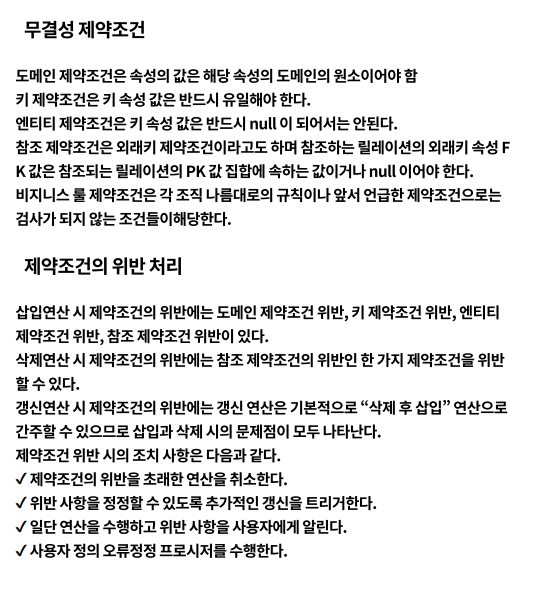 무결성 제약조건
도메인 제약조건은 속성의 값은 해당 속성의 도메인의 원소이어야 함
키 제약조건은 키 속성 값은 반드시 유일해야 한다.
엔티티 제약조건은 키 속성 값은 반드시 null 이 되어서는 안된다.
참조 제약조건은 외래키 제약조건이라고도 하며 참조하는 릴레이션의 외래키 속성 F
K 값은 참조되는 릴레이션의 PK 값 집합에 속하는 값이거나 null 이어야 한다.
비지니스 룰 제약조건은 각 조직 나름대로의 규칙이나 앞서 언급한 제약조건으로는
검사가 되지 않는 조건들이해당한다.
제약조건의 위반 처리
삽입연산 시 제약조건의 위반에는 도메인 제약조건 위반, 키 제약조건 위반, 엔티티
제약조건 위반, 참조 제약조건 위반이 있다.
삭제연산 시 제약조건의 위반에는 참조 제약조건의 위반인 한 가지 제약조건을 위반
할 수 있다.
갱신연산 시 제약조건의 위반에는 갱신 연산은 기본적으로 “삭제 후 삽입” 연산으로
간주할 수 있으므로 삽입과 삭제 시의 문제점이 모두 나타난다.
제약조건 위반 시의 조치 사항은 다음과 같다.
✓ 제약조건의 위반을 초래한 연산을 취소한다.
✓ 위반 사항을 정정할 수 있도록 추가적인 갱신을 트리거한다.
✓ 일단 연산을 수행하고 위반 사항을 사용자에게 알린다.
✓ 사용자 정의 오류정정 프로시저를 수행한다.